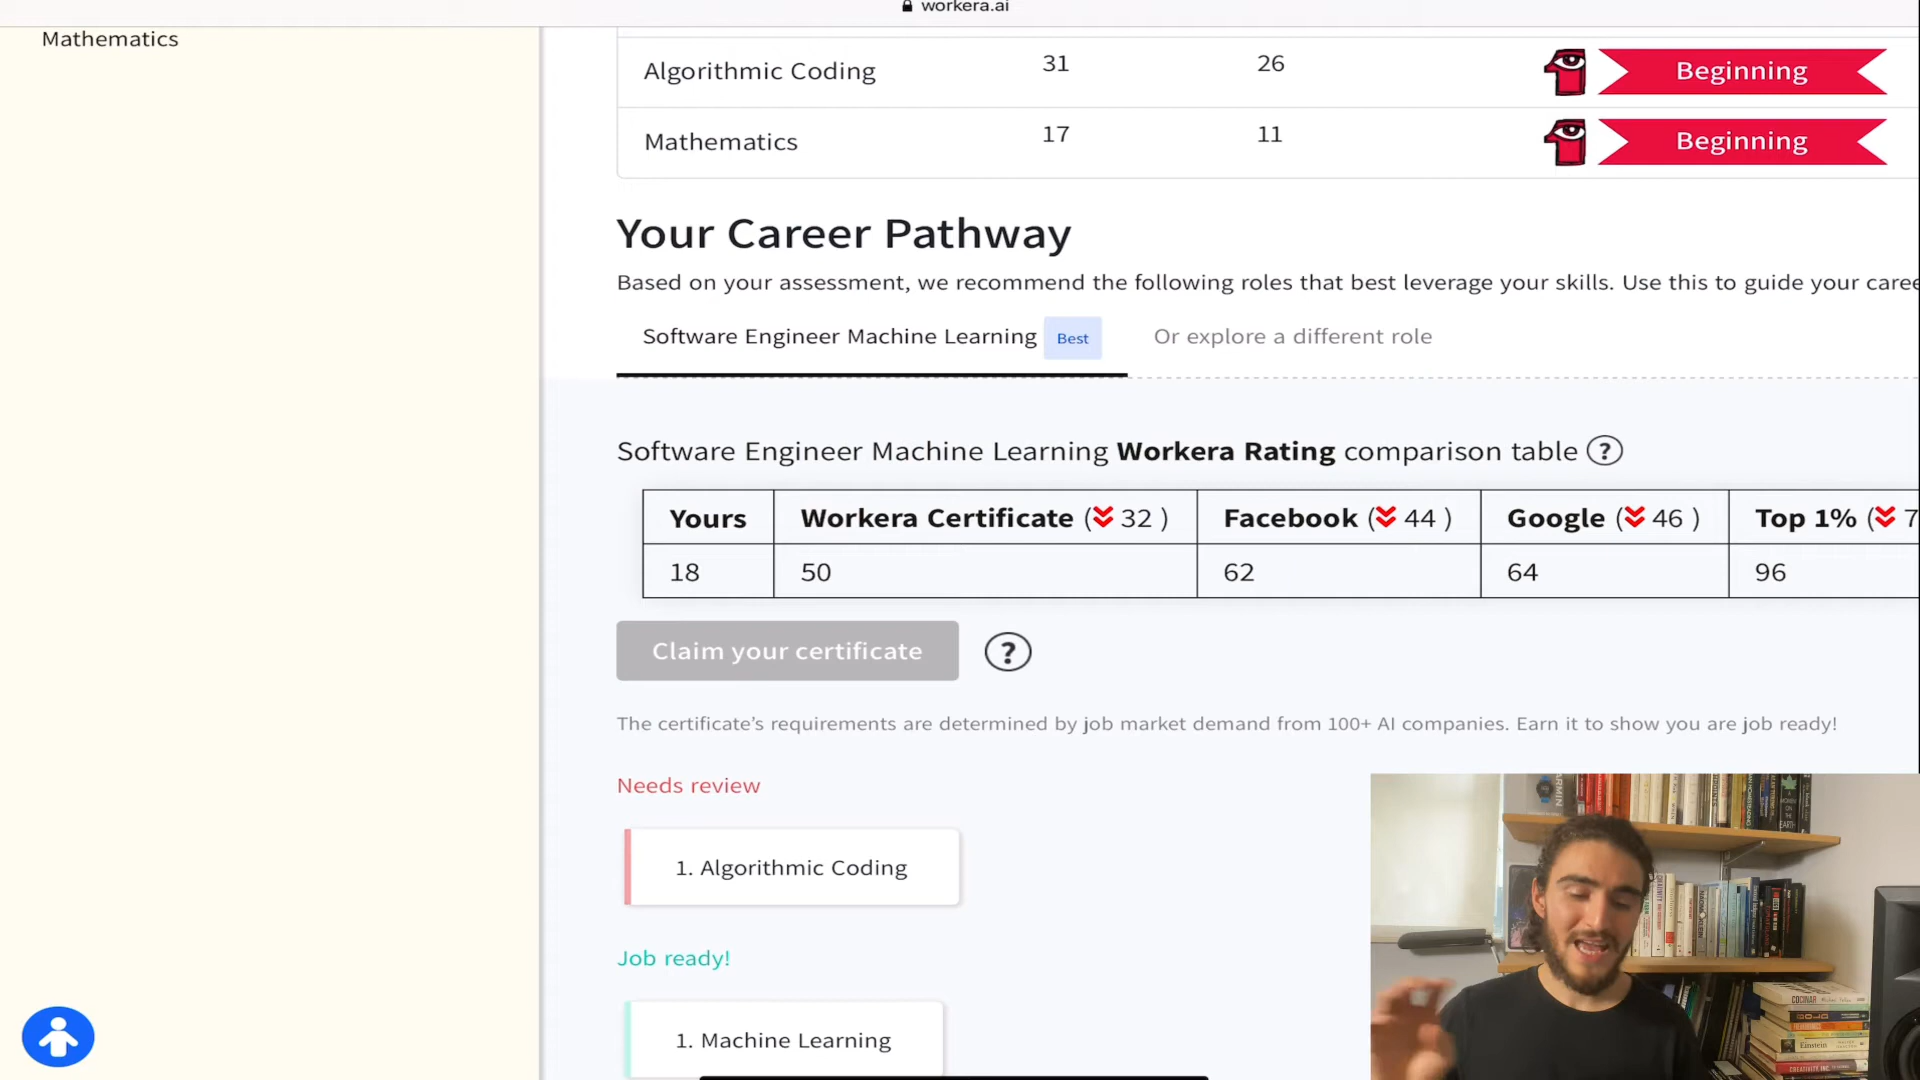 workera.ai
Mathematics
Algorithmic Coding 31 26 Beginning
Mathematics 17 11 Beginning
Your Career Pathway
Based on your assessment, we recommend the following roles that best leverage your skills. Use this to guide your caree
Software Engineer Machine Learning Best Or explore a different role
Software Engineer Machine Learning Workera Rating comparison table ?
Yours Workera Certificate ( 32 ) Facebook ( 44 ) Google ( 46 ) Top 1% ( 7
18 50 62 64 96
Claim your certificate ?
The certificate's requirements are determined by job market demand from 100+ AI companies. Earn it to show you are job ready!
Needs review
1. Algorithmic Coding
Job ready!
1. Machine Learning
COCINAR
Einstein